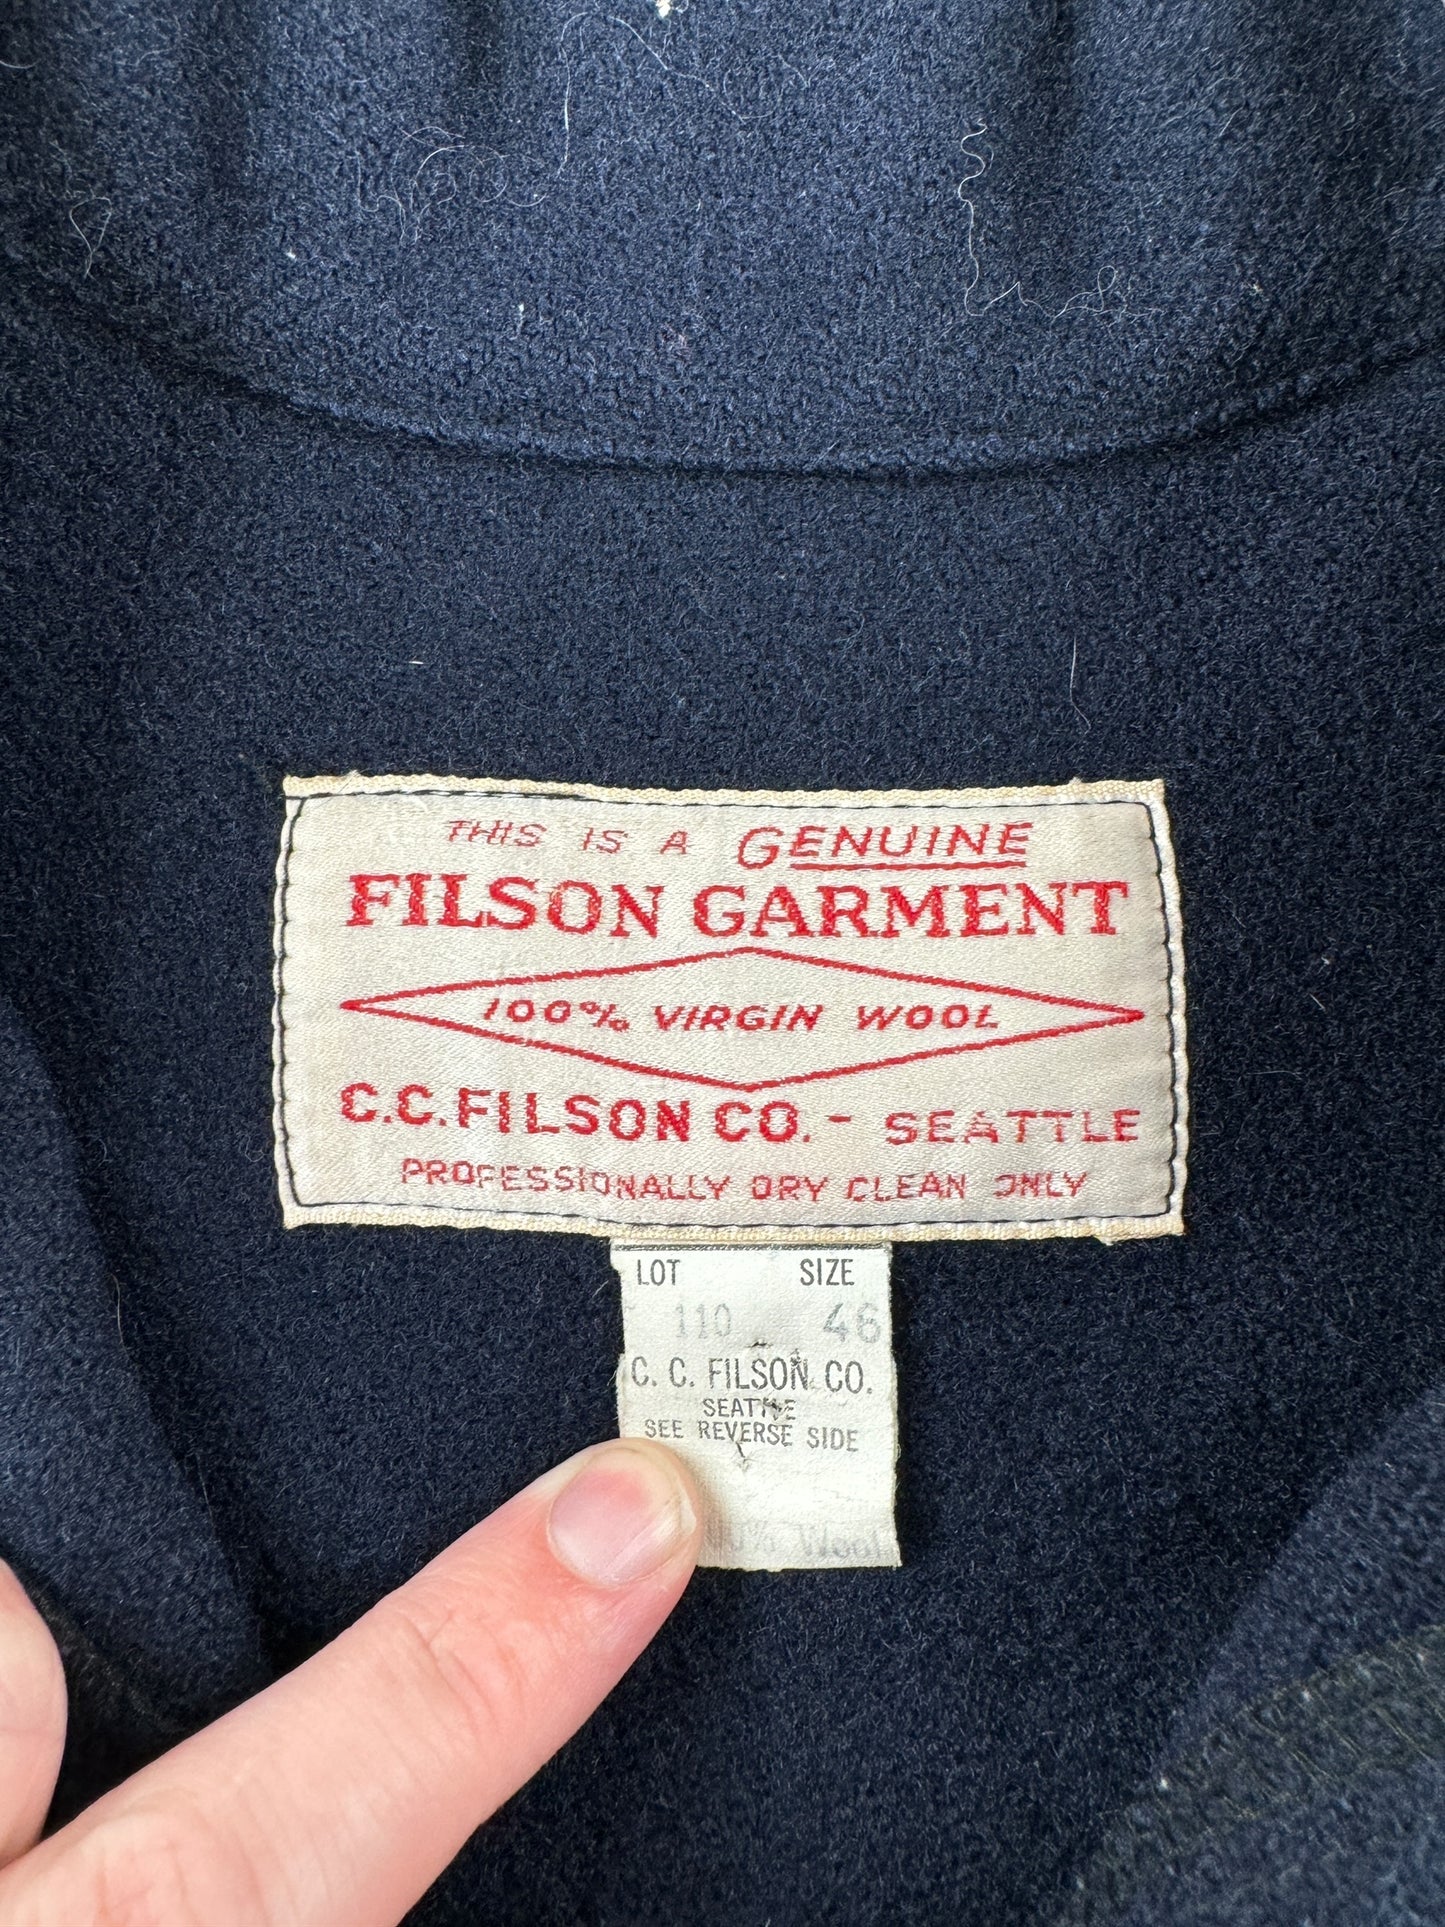 THIS IS A GENUINE
FILSON GARMENT
100% VIRGIN WOOL
C.C. FILSON CO. - SEATTLE
PROFESSIONALLY DRY CLEAN ONLY
LOT SIZE
110 46
C. C. FILSON CO.
SEATTLE
SEE REVERSE SIDE
Wool